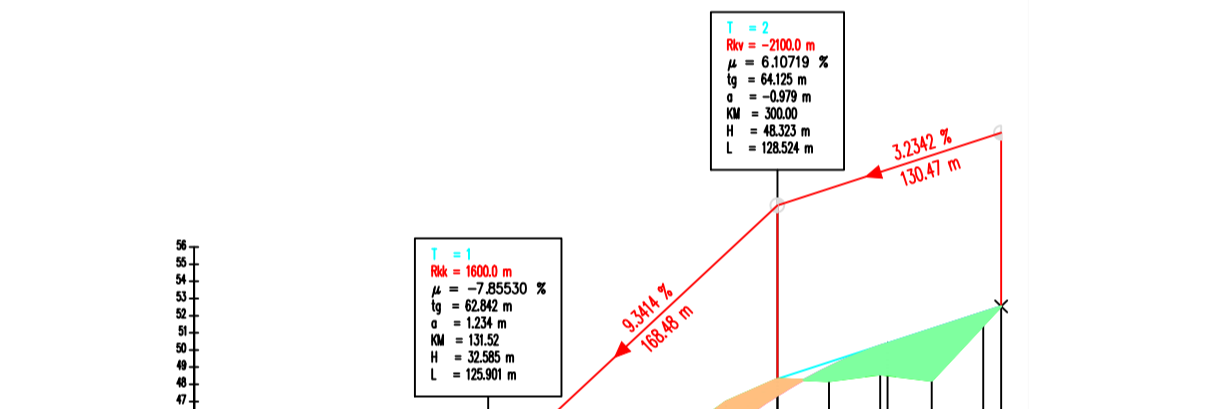 T = 2
Rkv = -2100.0 m
μ = 6.10719 %
tg = 64.125 m
a = -0.979 m
KM = 300.00
H = 48.323 m
L = 128.524 m
3.2342 %
130.47 m
T = 1
Rkk = 1600.0 m
μ = -7.85530 %
tg = 62.842 m
a = 1.234 m
KM = 131.52
H = 32.585 m
L = 125.901 m
9.3414 %
168.48 m
56
55
54
53
52
51
50
49
48
47